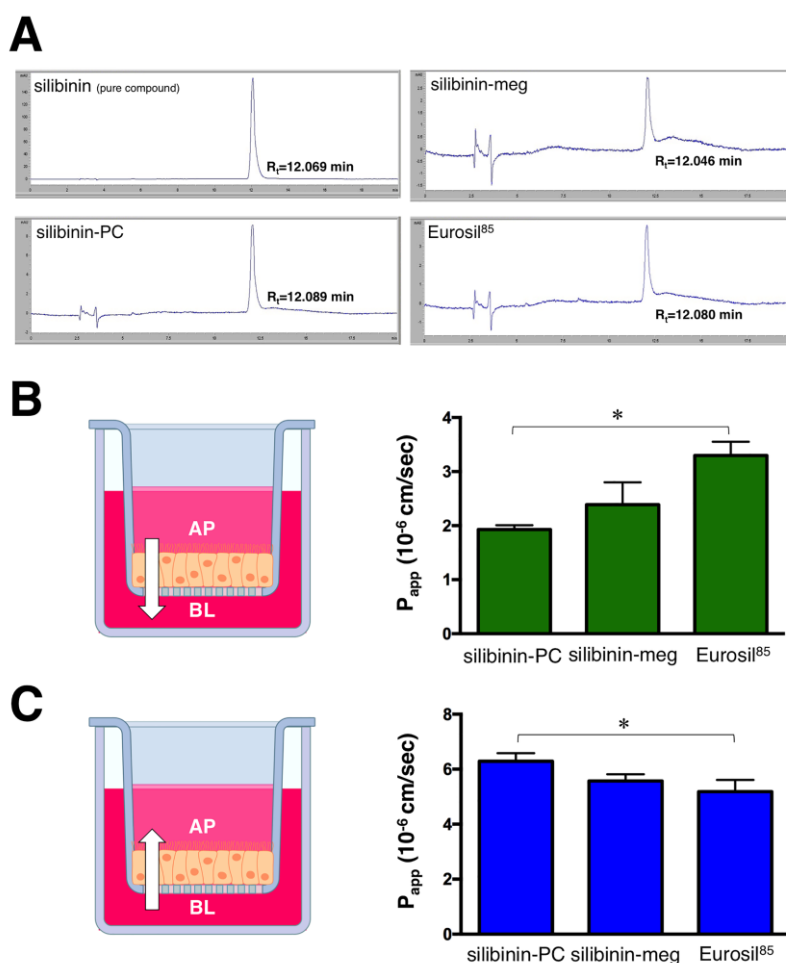 A
silibinin (pure compound)
Rt=12.069 min
silibinin-meg
Rt=12.046 min
silibinin-PC
Rt=12.089 min
Eurosil85
Rt=12.080 min
B
AP
BL
Papp (10-6 cm/sec)
4
3
2
1
0
*
silibinin-PC silibinin-meg Eurosil85
C
AP
BL
Papp (10-6 cm/sec)
8
6
4
2
0
*
silibinin-PC silibinin-meg Eurosil85